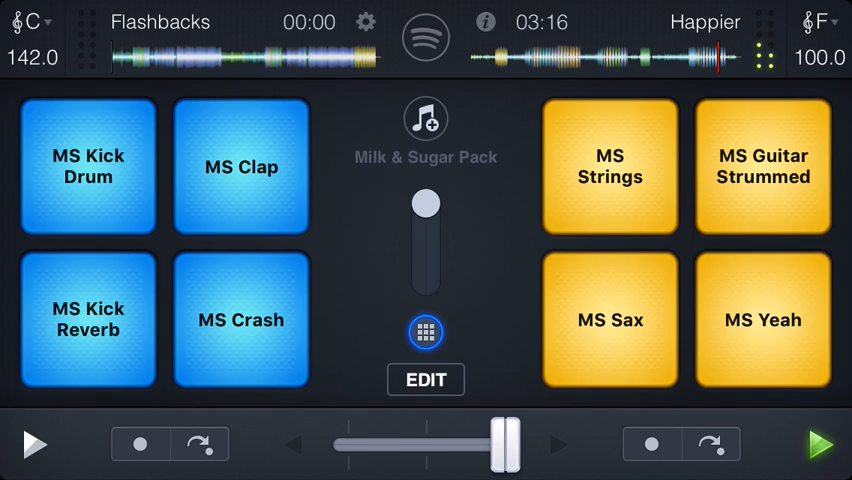 C
Flashbacks
00:00
03:16
Happier
F
142.0
100.0
MS Kick
Drum
MS Clap
Milk & Sugar Pack
MS
Strings
MS Guitar
Strummed
MS Kick
Reverb
MS Crash
MS Sax
MS Yeah
EDIT